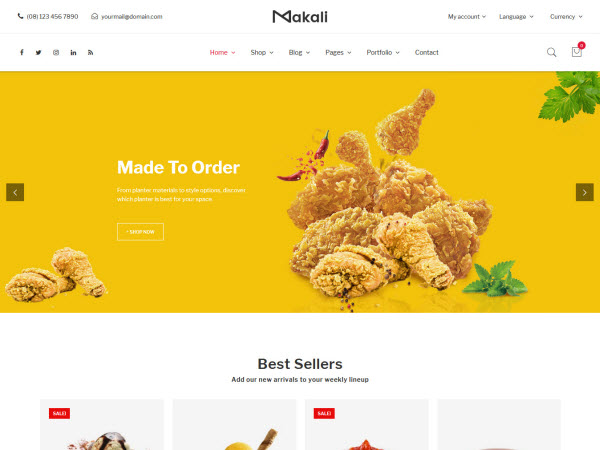 (08) 123 456 7890
yourmail@domain.com
Makali
My account
Language
Currency
Home
Shop
Blog
Pages
Portfolio
Contact
0
Made To Order
From planter materials to style options, discover
which planter is best for your space
+ SHOP NOW
Best Sellers
Add our new arrivals to your weekly lineup
SALE!
SALE!